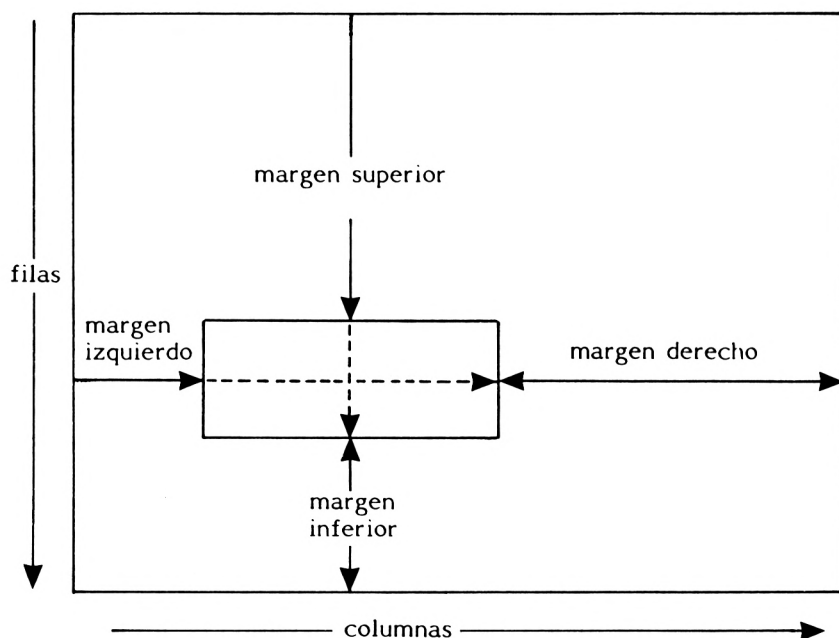 margen superior
filas
margen
izquierdo
margen derecho
margen
inferior
columnas